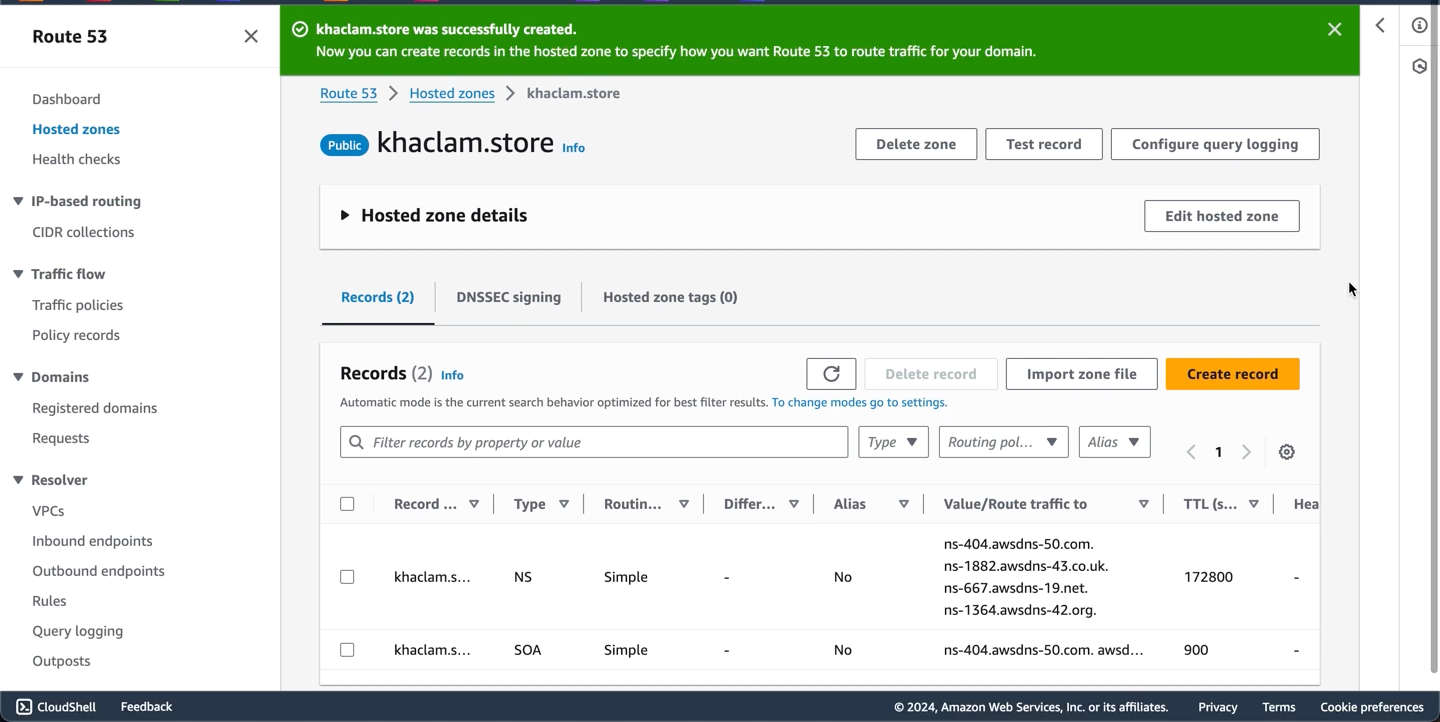 Route 53
khaclam.store was successfully created.
Now you can create records in the hosted zone to specify how you want Route 53 to route traffic for your domain.
Dashboard
Hosted zones
Health checks
IP-based routing
CIDR collections
Traffic flow
Traffic policies
Policy records
Domains
Registered domains
Requests
Resolver
VPCs
Inbound endpoints
Outbound endpoints
Rules
Query logging
Outposts
Route 53 Hosted zones khaclam.store
Public khaclam.store Info Delete zone Test record Configure query logging
Hosted zone details Edit hosted zone
Records (2) DNSSEC signing Hosted zone tags (0)
Records (2) Info Delete record Import zone file Create record
Automatic mode is the current search behavior optimized for best filter results. To change modes go to settings.
Filter records by property or value Type Routing pol... Alias 1
Record ... Type Routin... Differ... Alias Value/Route traffic to TTL (s... Hea
ns-404.awsdns-50.com.
ns-1882.awsdns-43.co.uk.
khaclam.s... NS Simple - No 172800 -
ns-667.awsdns-19.net.
ns-1364.awsdns-42.org.
khaclam.s... SOA Simple - No ns-404.awsdns-50.com. awsd... 900 -
CloudShell Feedback © 2024, Amazon Web Services, Inc. or its affiliates. Privacy Terms Cookie preferences